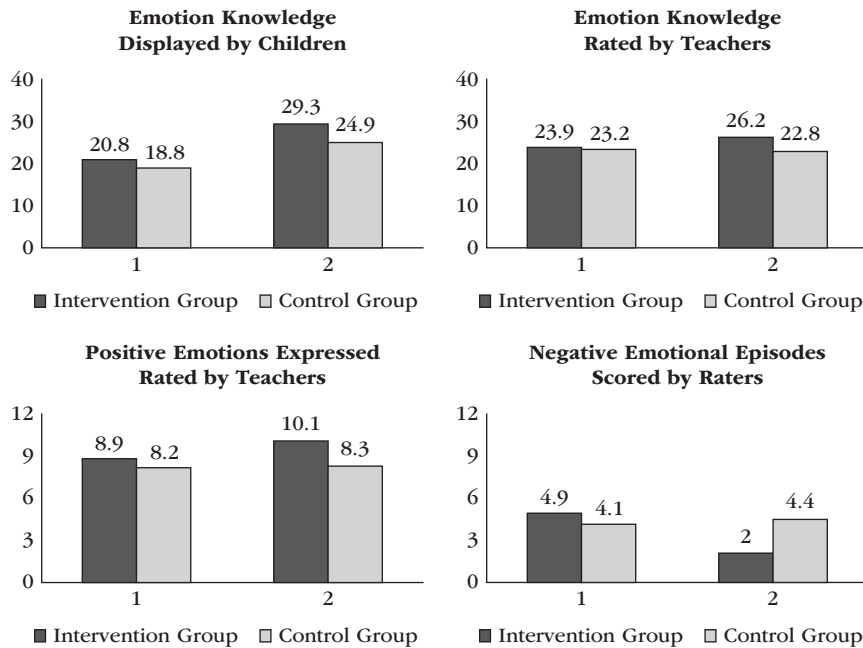 Emotion Knowledge
Displayed by Children
40
30
20
10
0
20.8
18.8
29.3
24.9
1
2
Intervention Group
Control Group
Emotion Knowledge
Rated by Teachers
40
30
20
10
0
23.9
23.2
26.2
22.8
1
2
Intervention Group
Control Group
Positive Emotions Expressed
Rated by Teachers
12
9
6
3
0
8.9
8.2
10.1
8.3
1
2
Intervention Group
Control Group
Negative Emotional Episodes
Scored by Raters
12
9
6
3
0
4.9
4.1
2
4.4
1
2
Intervention Group
Control Group